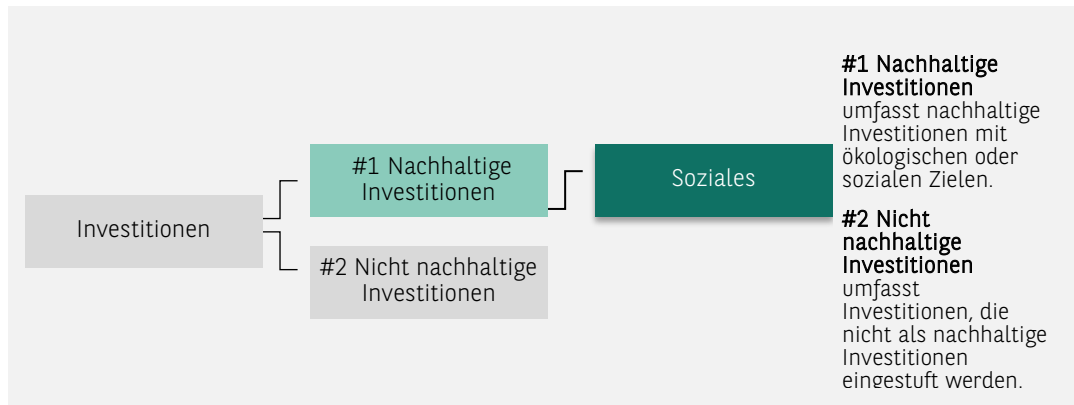 Investitionen
#1 Nachhaltige
Investitionen
#2 Nicht nachhaltige
Investitionen
Soziales
#1 Nachhaltige
Investitionen
umfasst nachhaltige
Investitionen mit
ökologischen oder
sozialen Zielen.
#2 Nicht
nachhaltige
Investitionen
umfasst
Investitionen, die
nicht als nachhaltige
Investitionen
eingestuft werden.